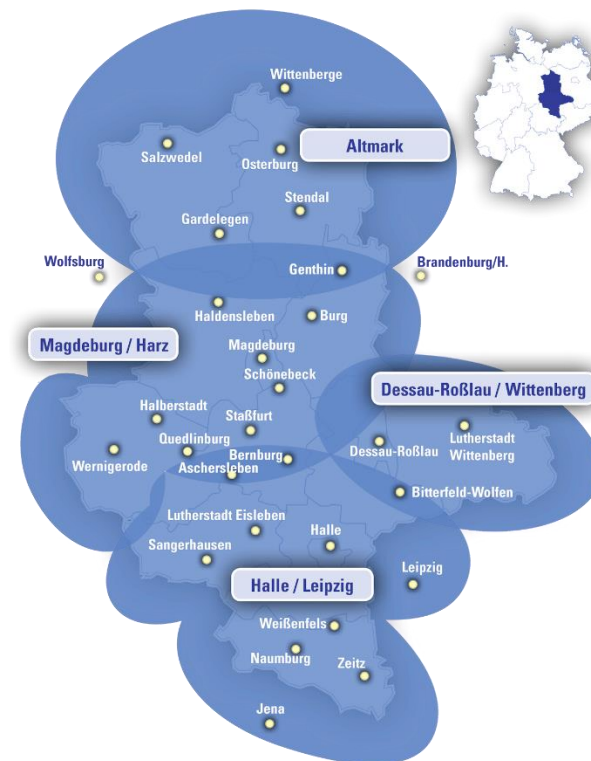 Wittenberge
Altmark
Salzwedel
Osterburg
Stendal
Gardelegen
Wolfsburg
Genthin
Brandenburg/H.
Haldensleben
Burg
Magdeburg / Harz
Magdeburg
Schönebeck
Dessau-Roßlau / Wittenberg
Halberstadt
Staßfurt
Quedlinburg
Wernigerode
Bernburg
Aschersleben
Dessau-Roßlau
Lutherstadt
Wittenberg
Bitterfeld-Wolfen
Lutherstadt Eisleben
Halle
Sangerhausen
Leipzig
Halle / Leipzig
Weißenfels
Naumburg
Zeitz
Jena